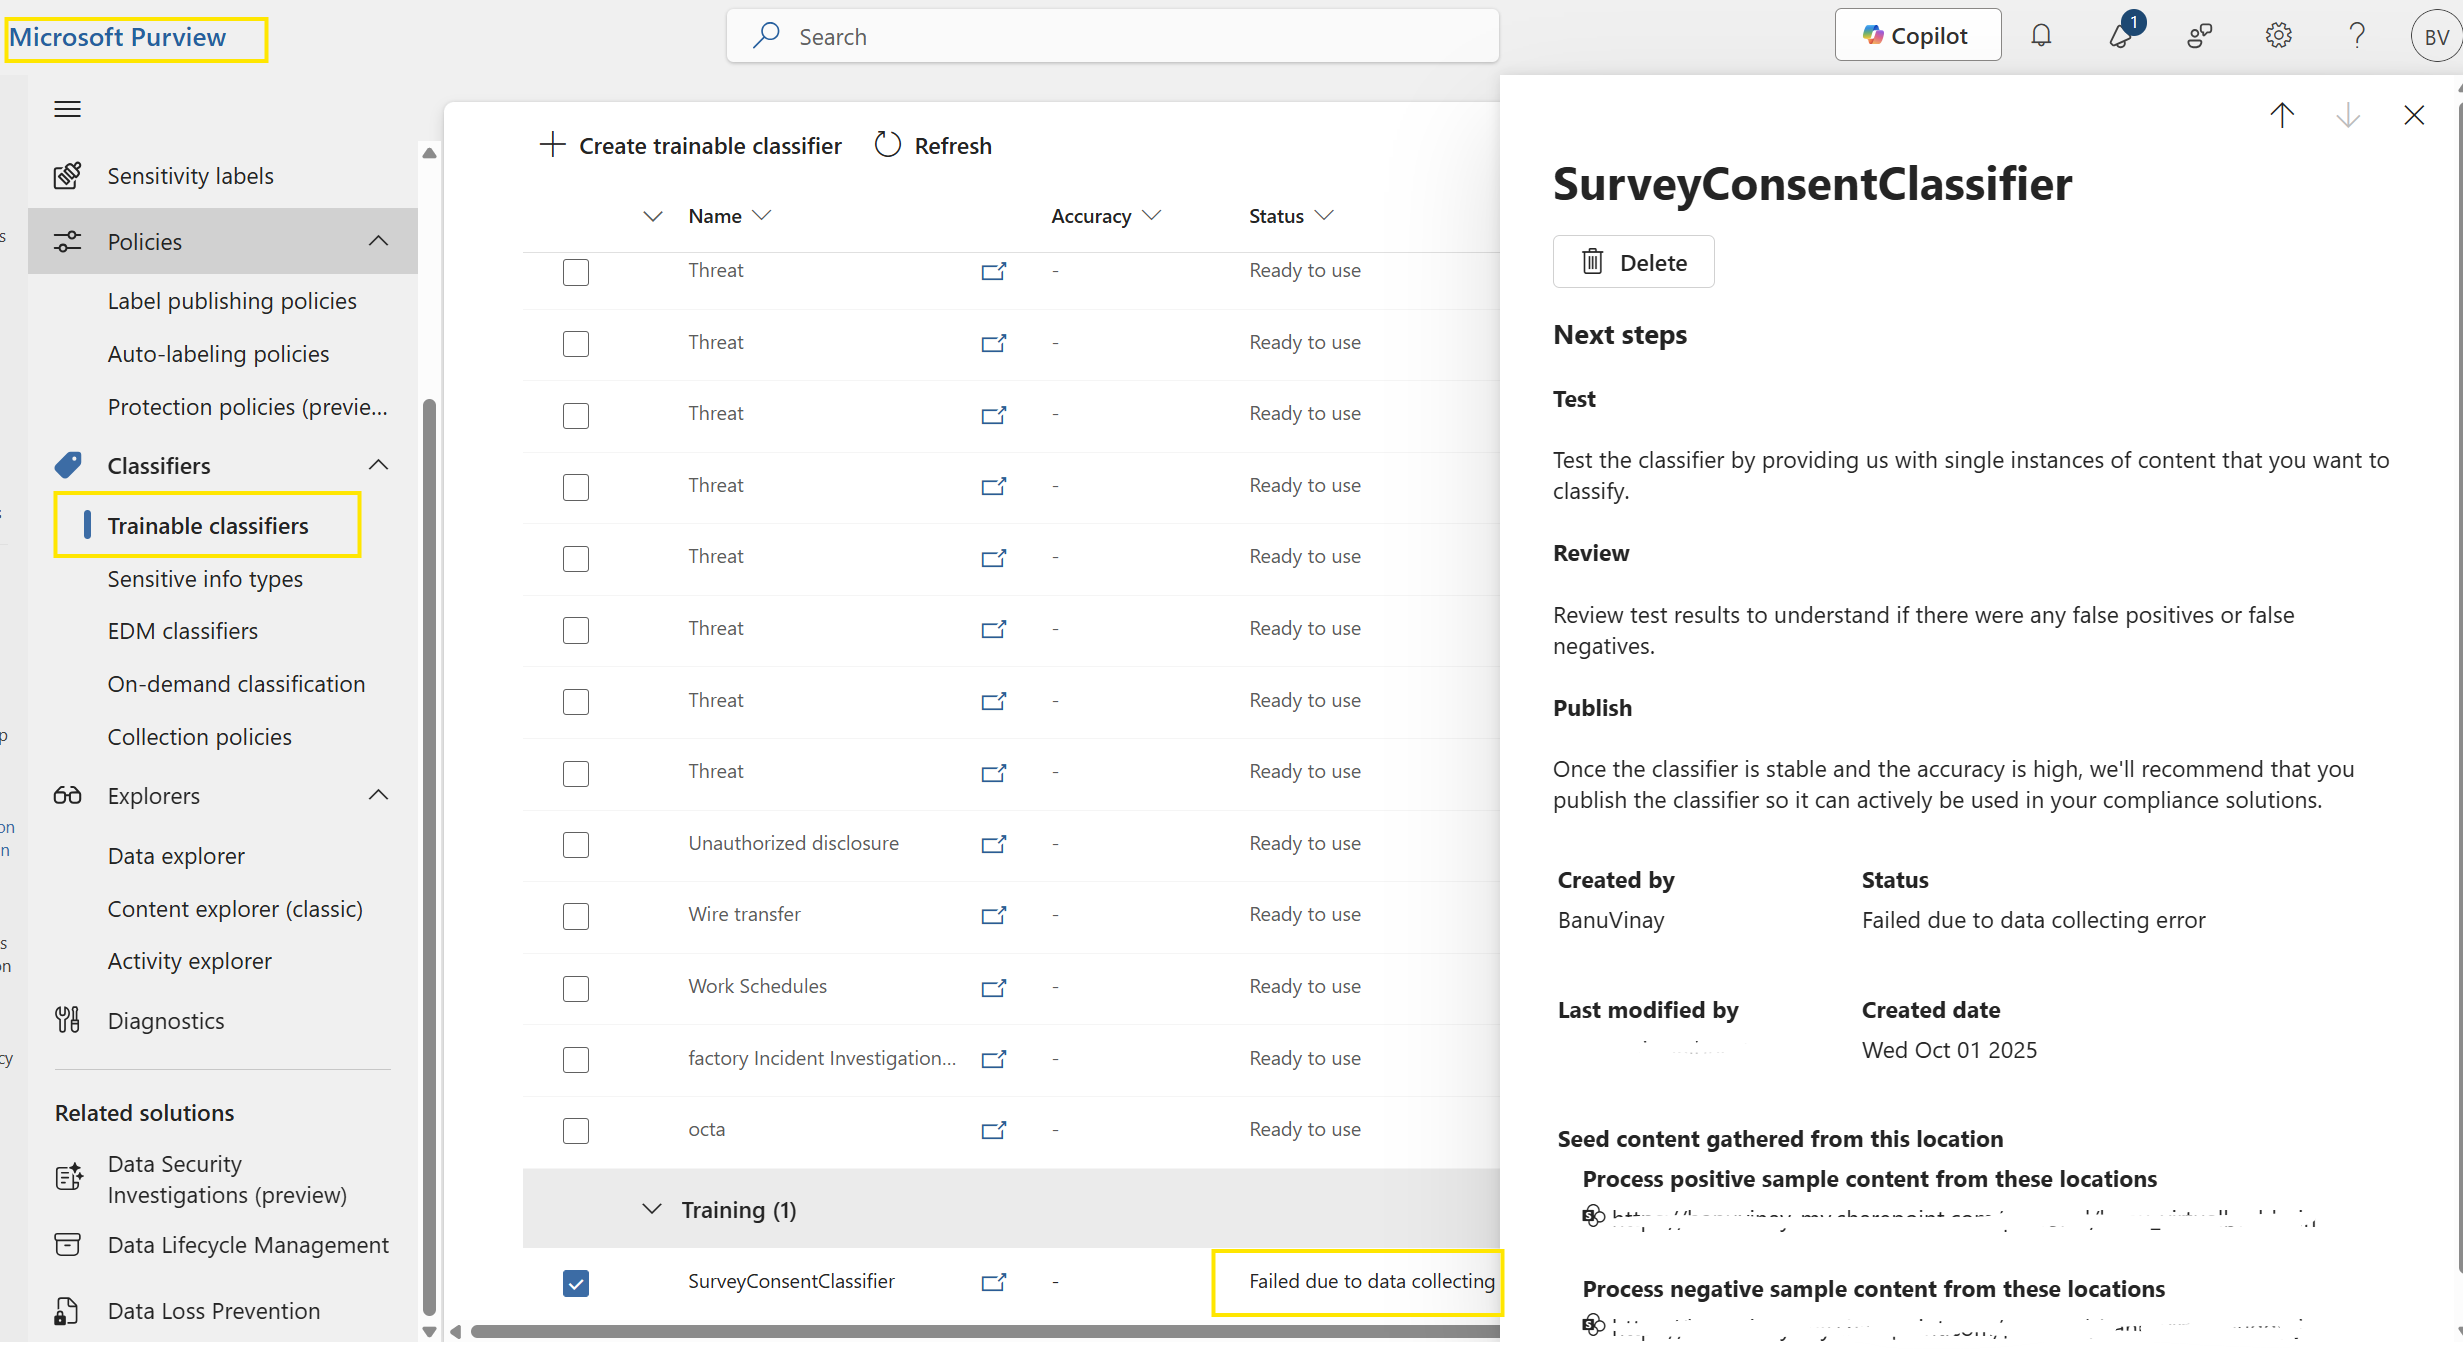 Microsoft Purview
Search
Copilot
1
BV
Sensitivity labels
Policies
Label publishing policies
Auto-labeling policies
Protection policies (previe...
Classifiers
Trainable classifiers
Sensitive info types
EDM classifiers
On-demand classification
Collection policies
Explorers
Data explorer
Content explorer (classic)
Activity explorer
Diagnostics
Related solutions
Data Security
Investigations (preview)
Data Lifecycle Management
Data Loss Prevention
Create trainable classifier Refresh
Name Accuracy Status
Threat - Ready to use
Threat - Ready to use
Threat - Ready to use
Threat - Ready to use
Threat - Ready to use
Threat - Ready to use
Threat - Ready to use
Threat - Ready to use
Unauthorized disclosure - Ready to use
Wire transfer - Ready to use
Work Schedules - Ready to use
factory Incident Investigation... - Ready to use
octa - Ready to use
Training (1)
SurveyConsentClassifier - Failed due to data collecting
SurveyConsentClassifier
Delete
Next steps
Test
Test the classifier by providing us with single instances of content that you want to
classify.
Review
Review test results to understand if there were any false positives or false
negatives.
Publish
Once the classifier is stable and the accuracy is high, we'll recommend that you
publish the classifier so it can actively be used in your compliance solutions.
Created by Status
BanuVinay Failed due to data collecting error
Last modified by Created date
Wed Oct 01 2025
Seed content gathered from this location
Process positive sample content from these locations
Process negative sample content from these locations